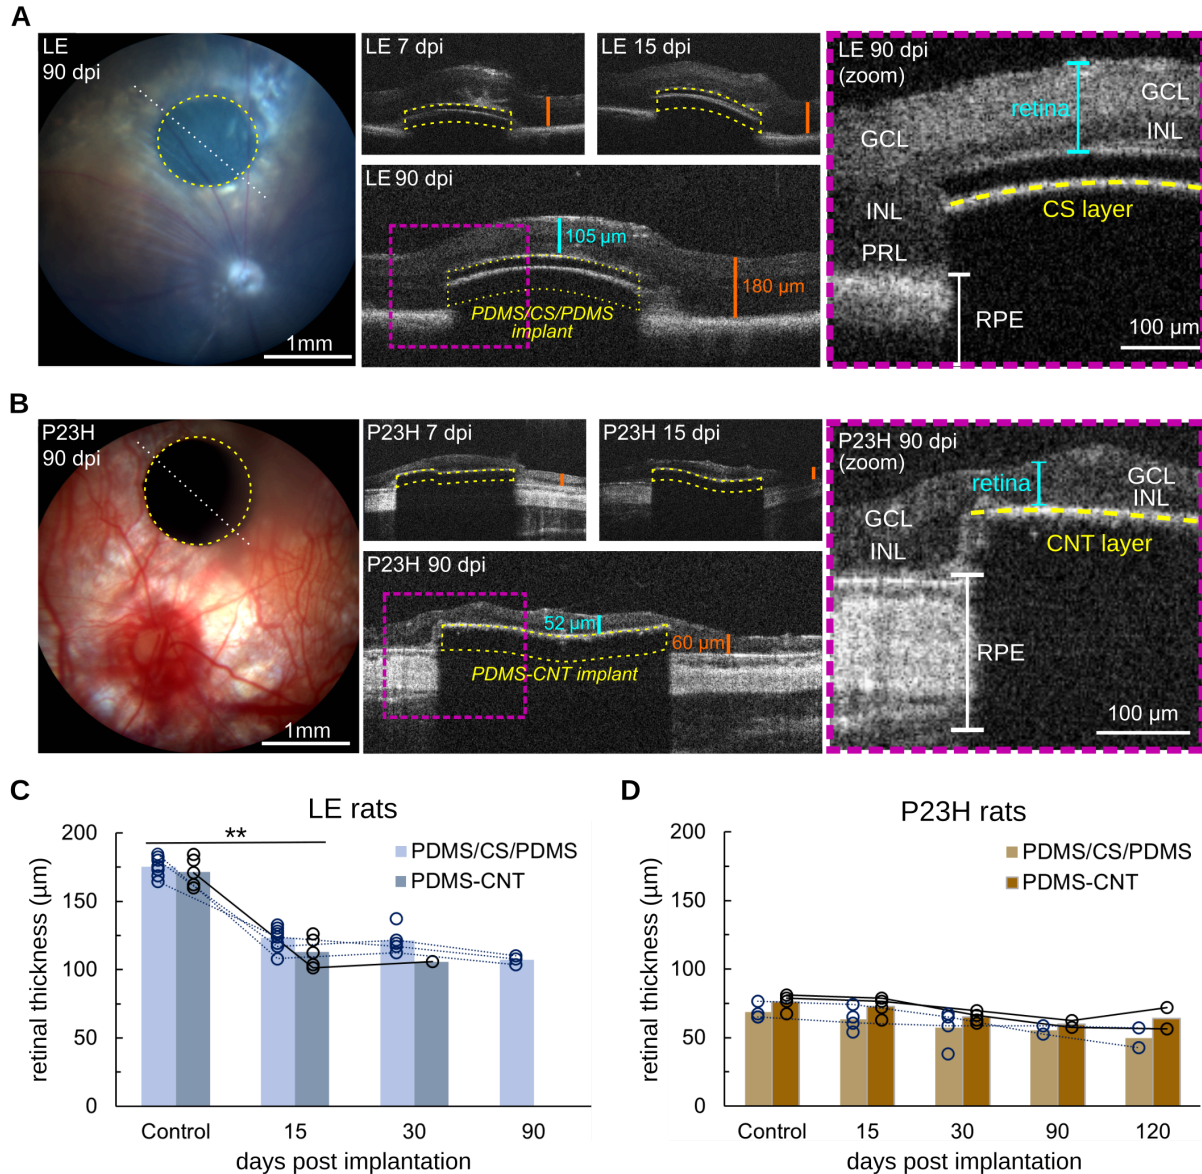 A
LE
90 dpi
1mm
LE 7 dpi
LE 15 dpi
LE 90 dpi
105 µm
180 µm
PDMS/CS/PDMS
implant
LE 90 dpi
(zoom)
retina
GCL
INL
GCL
CS layer
INL
PRL
RPE
100 µm
B
P23H
90 dpi
1mm
P23H 7 dpi
P23H 15 dpi
P23H 90 dpi
52 µm
60 µm
PDMS-CNT implant
P23H 90 dpi
(zoom)
retina
GCL
INL
GCL
INL
CNT layer
RPE
100 µm
C
LE rats
**
PDMS/CS/PDMS
PDMS-CNT
retinal thickness (µm)
200
150
100
50
0
Control 15 30 90
days post implantation
D
P23H rats
PDMS/CS/PDMS
PDMS-CNT
retinal thickness (µm)
200
150
100
50
0
Control 15 30 90 120
days post implantation